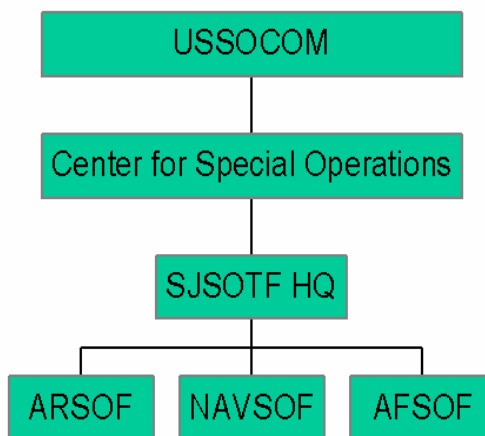 USSOCOM
Center for Special Operations
SJSOTF HQ
ARSOF
NAVSOF
AFSOF